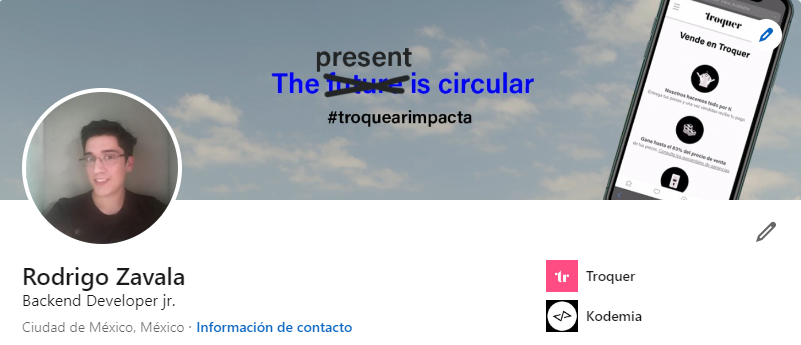 present
The future is circular
#troquearimpacta
troquer
Vende en Troquer
Nosotros hacemos todo por ti
Gana hasta el 83% del precio de venta
Rodrigo Zavala
Backend Developer jr.
Ciudad de México, México · Información de contacto
tr
Troquer
</>
Kodemia